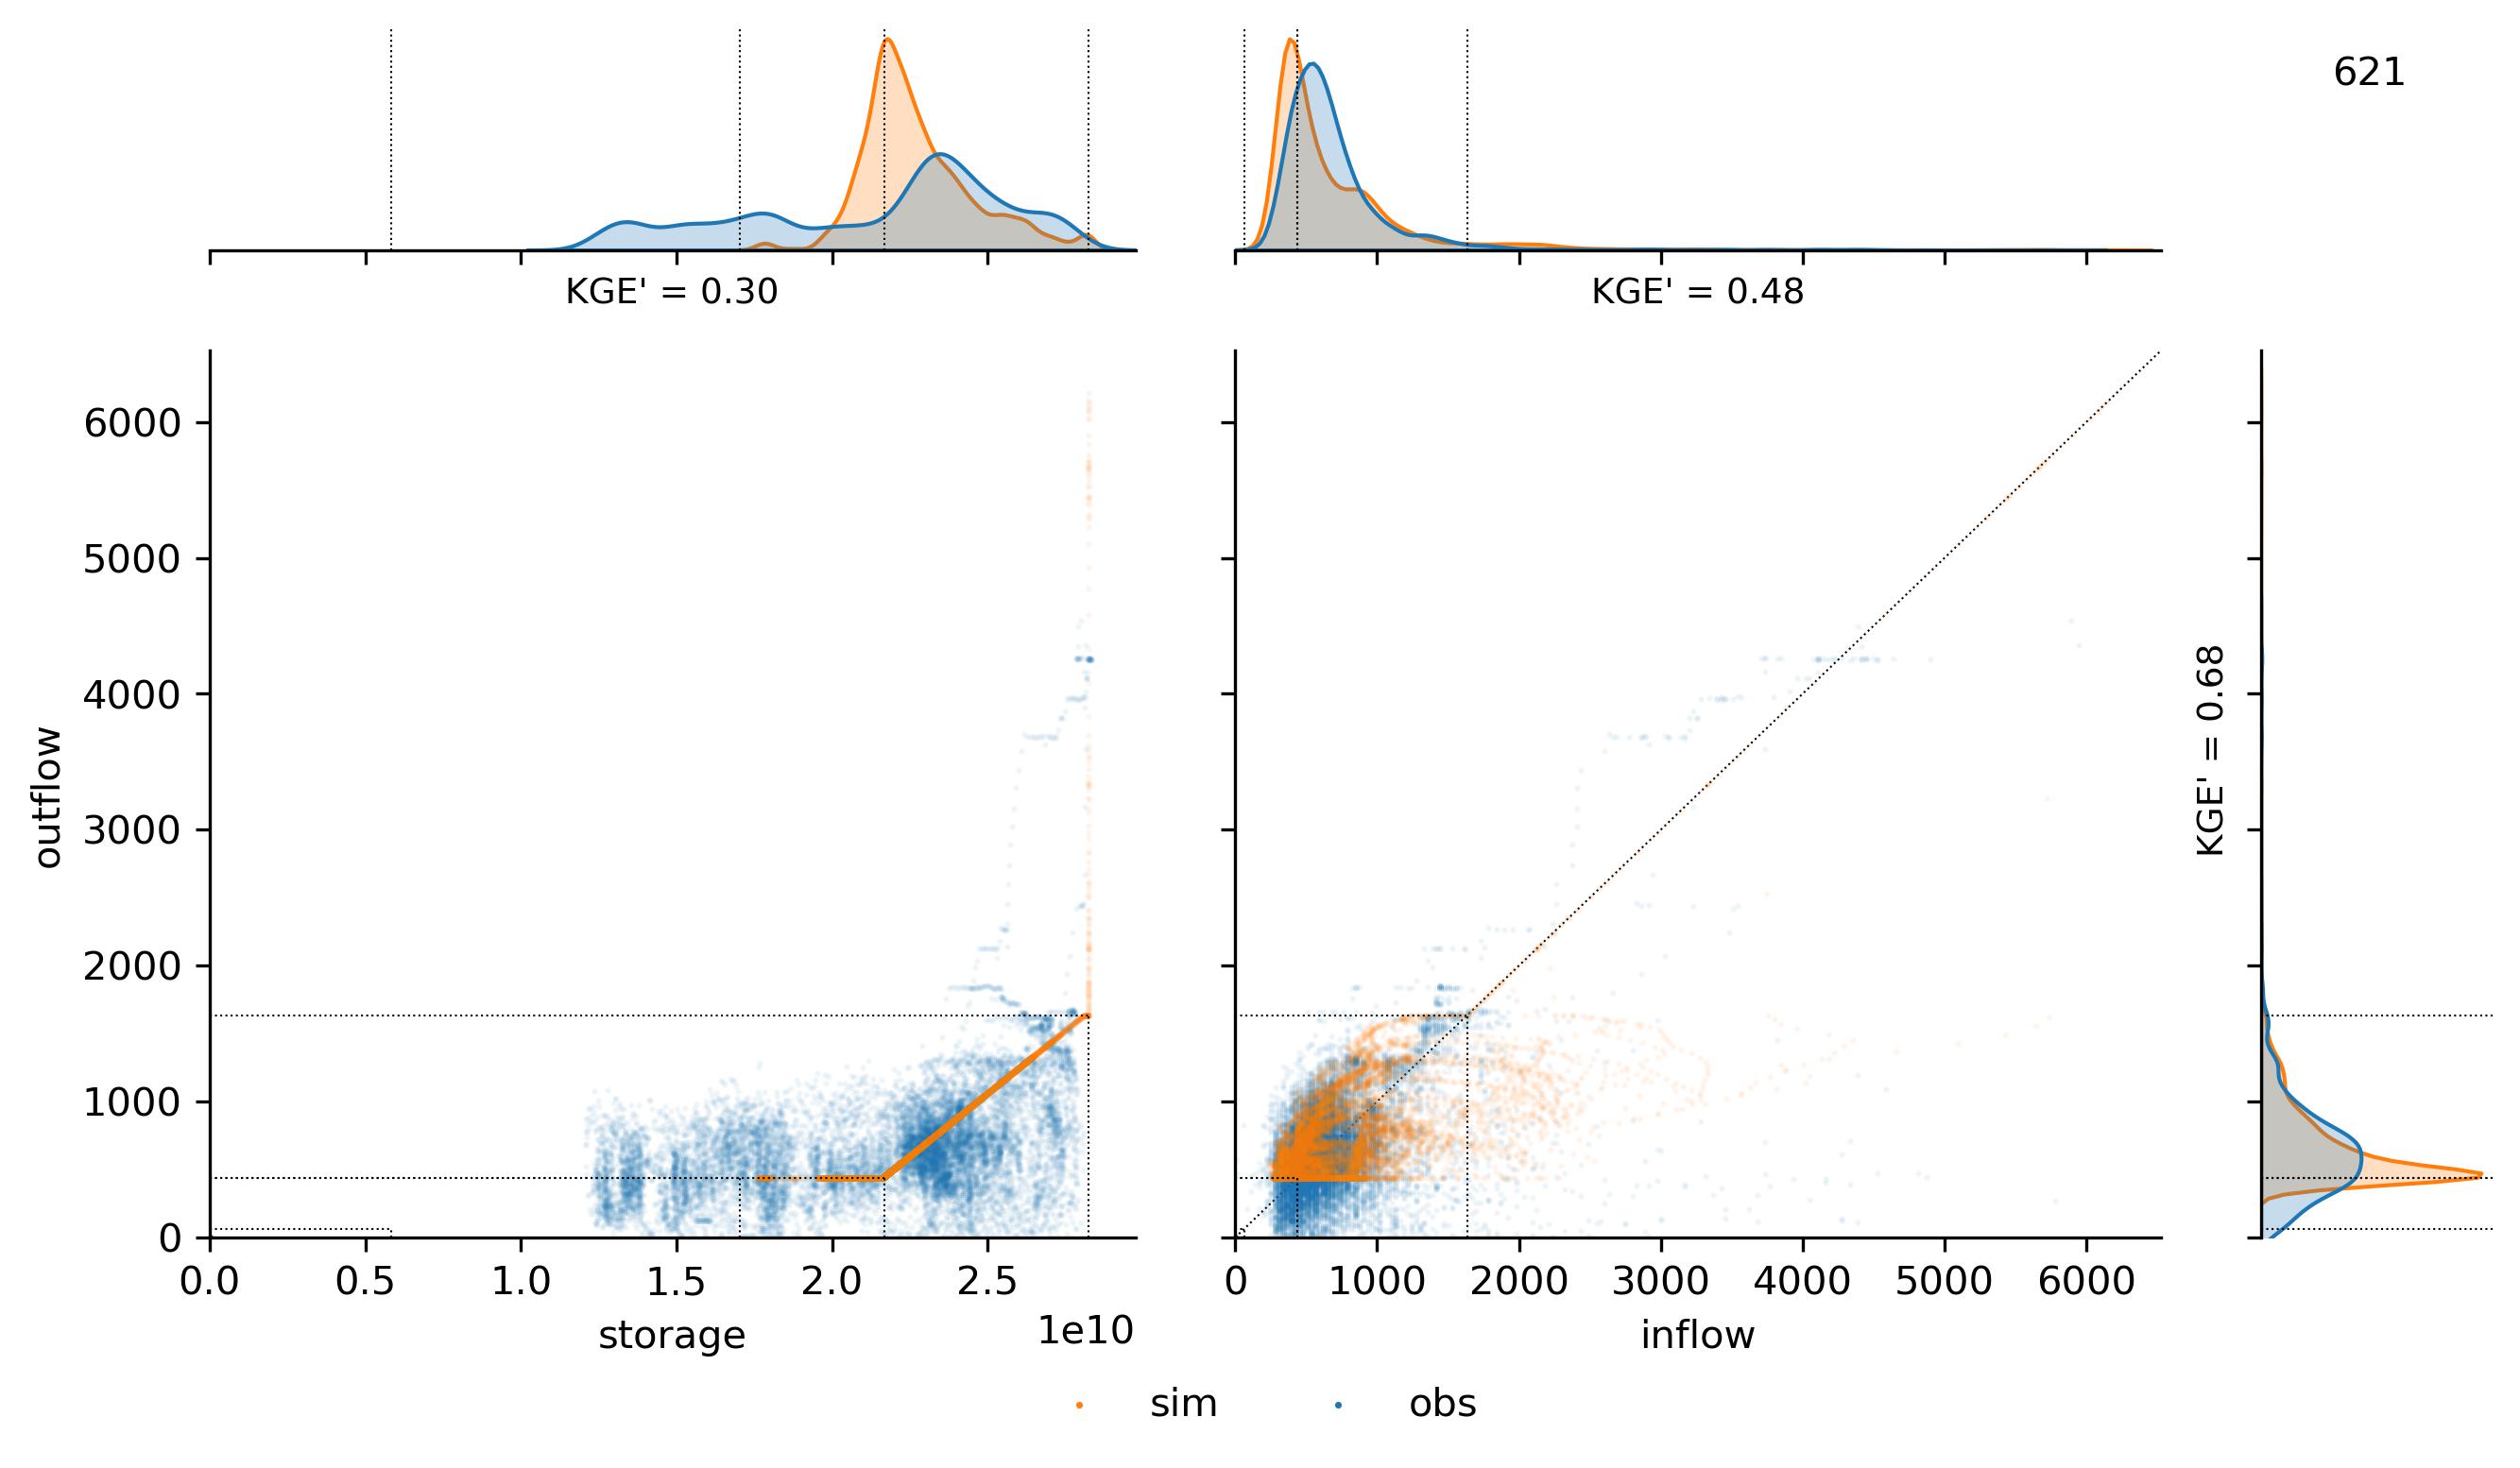 621
KGE' = 0.30
KGE' = 0.48
6000
5000
4000
3000
2000
1000
0
outflow
0.0 0.5 1.0 1.5 2.0 2.5
storage
1e10
0 1000 2000 3000 4000 5000 6000
inflow
KGE' = 0.68
sim obs